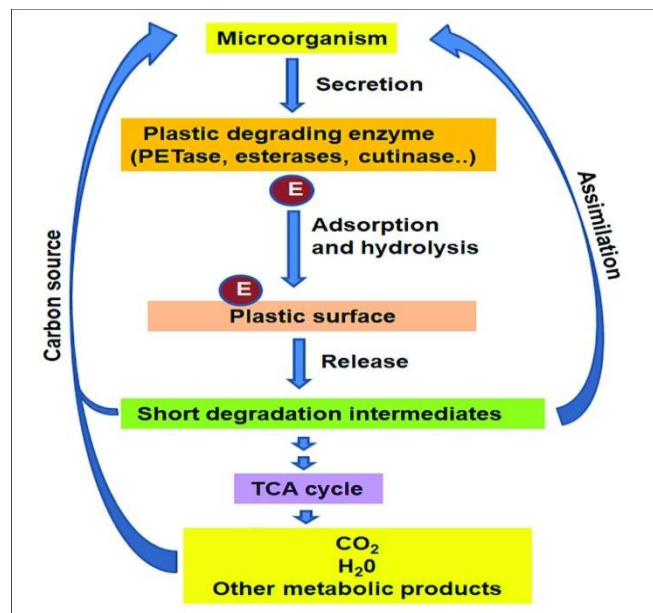 Microorganism
Secretion
Plastic degrading enzyme
(PETase, esterases, cutinase..)
E
Adsorption
and hydrolysis
E
Plastic surface
Release
Short degradation intermediates
TCA cycle
CO₂
H₂0
Other metabolic products
Carbon source
Assimilation